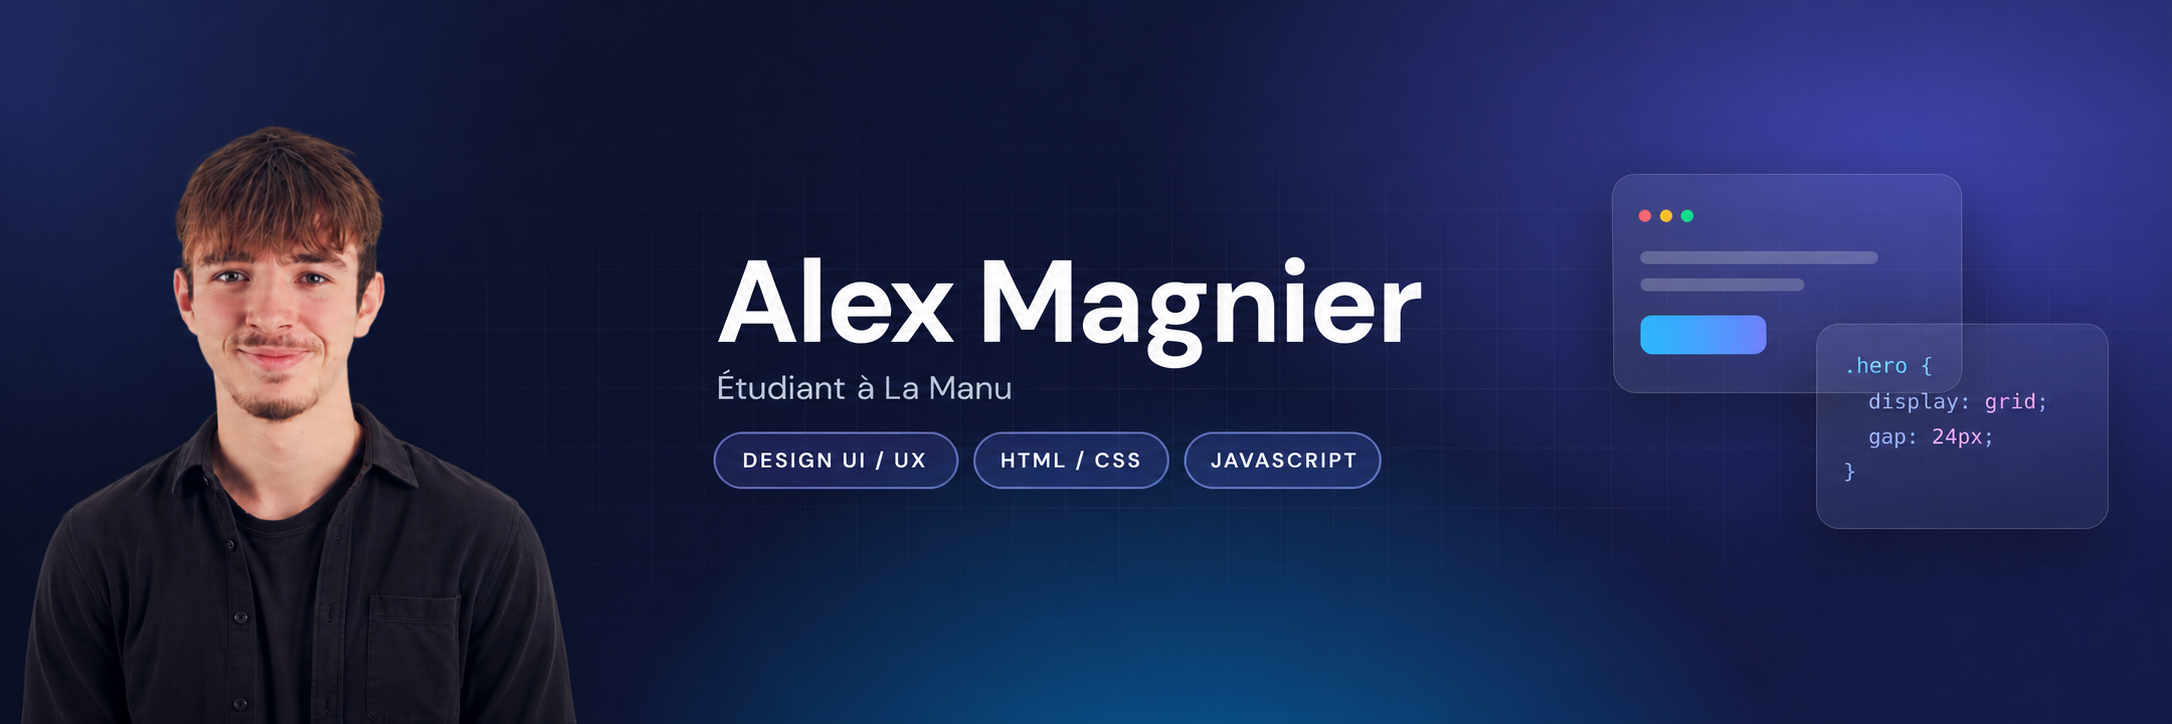 Alex Magnier
Étudiant à La Manu
DESIGN UI / UX
HTML / CSS
JAVASCRIPT
.hero {
display: grid;
gap: 24px;
}